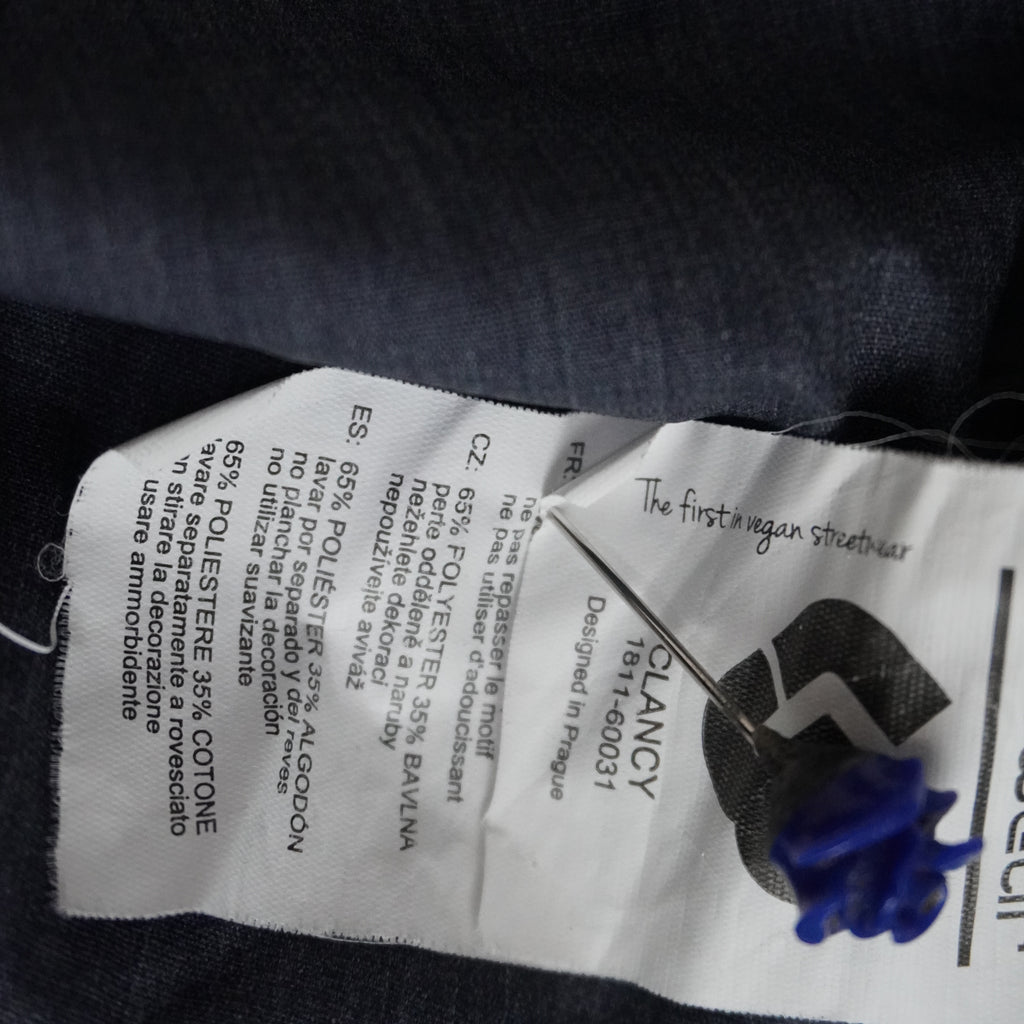 The first in vegan streetwear
CLANCY
1811-60031
Designed in Prague
FR:
ne pas repasser le motif
ne pas utiliser d'adoucissant
CZ: 65% POLYESTER 35% BAVLNA
perte odděleně a naruby
nežehlete dekoraci
nepoužívejte aviváž
ES: 65% POLIÉSTER 35% ALGODÓN
lavar por separado y del reves
no planchar la decoración
no utilizar suavizante
65% POLIESTERE 35% COTONE
lavare separatamente a rovesciato
stirare la decorazione
usare ammorbidente